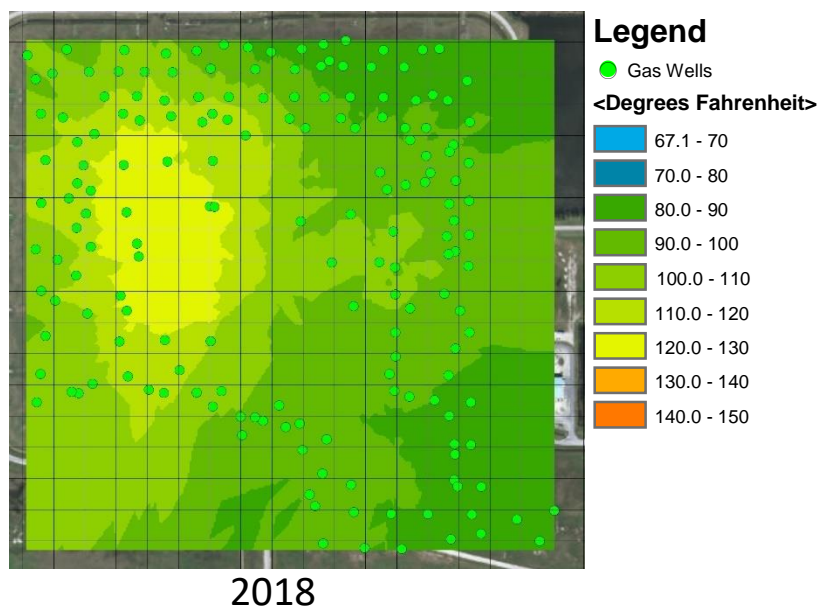 Legend
Gas Wells
<Degrees Fahrenheit>
67.1 - 70
70.0 - 80
80.0 - 90
90.0 - 100
100.0 - 110
110.0 - 120
120.0 - 130
130.0 - 140
140.0 - 150
2018